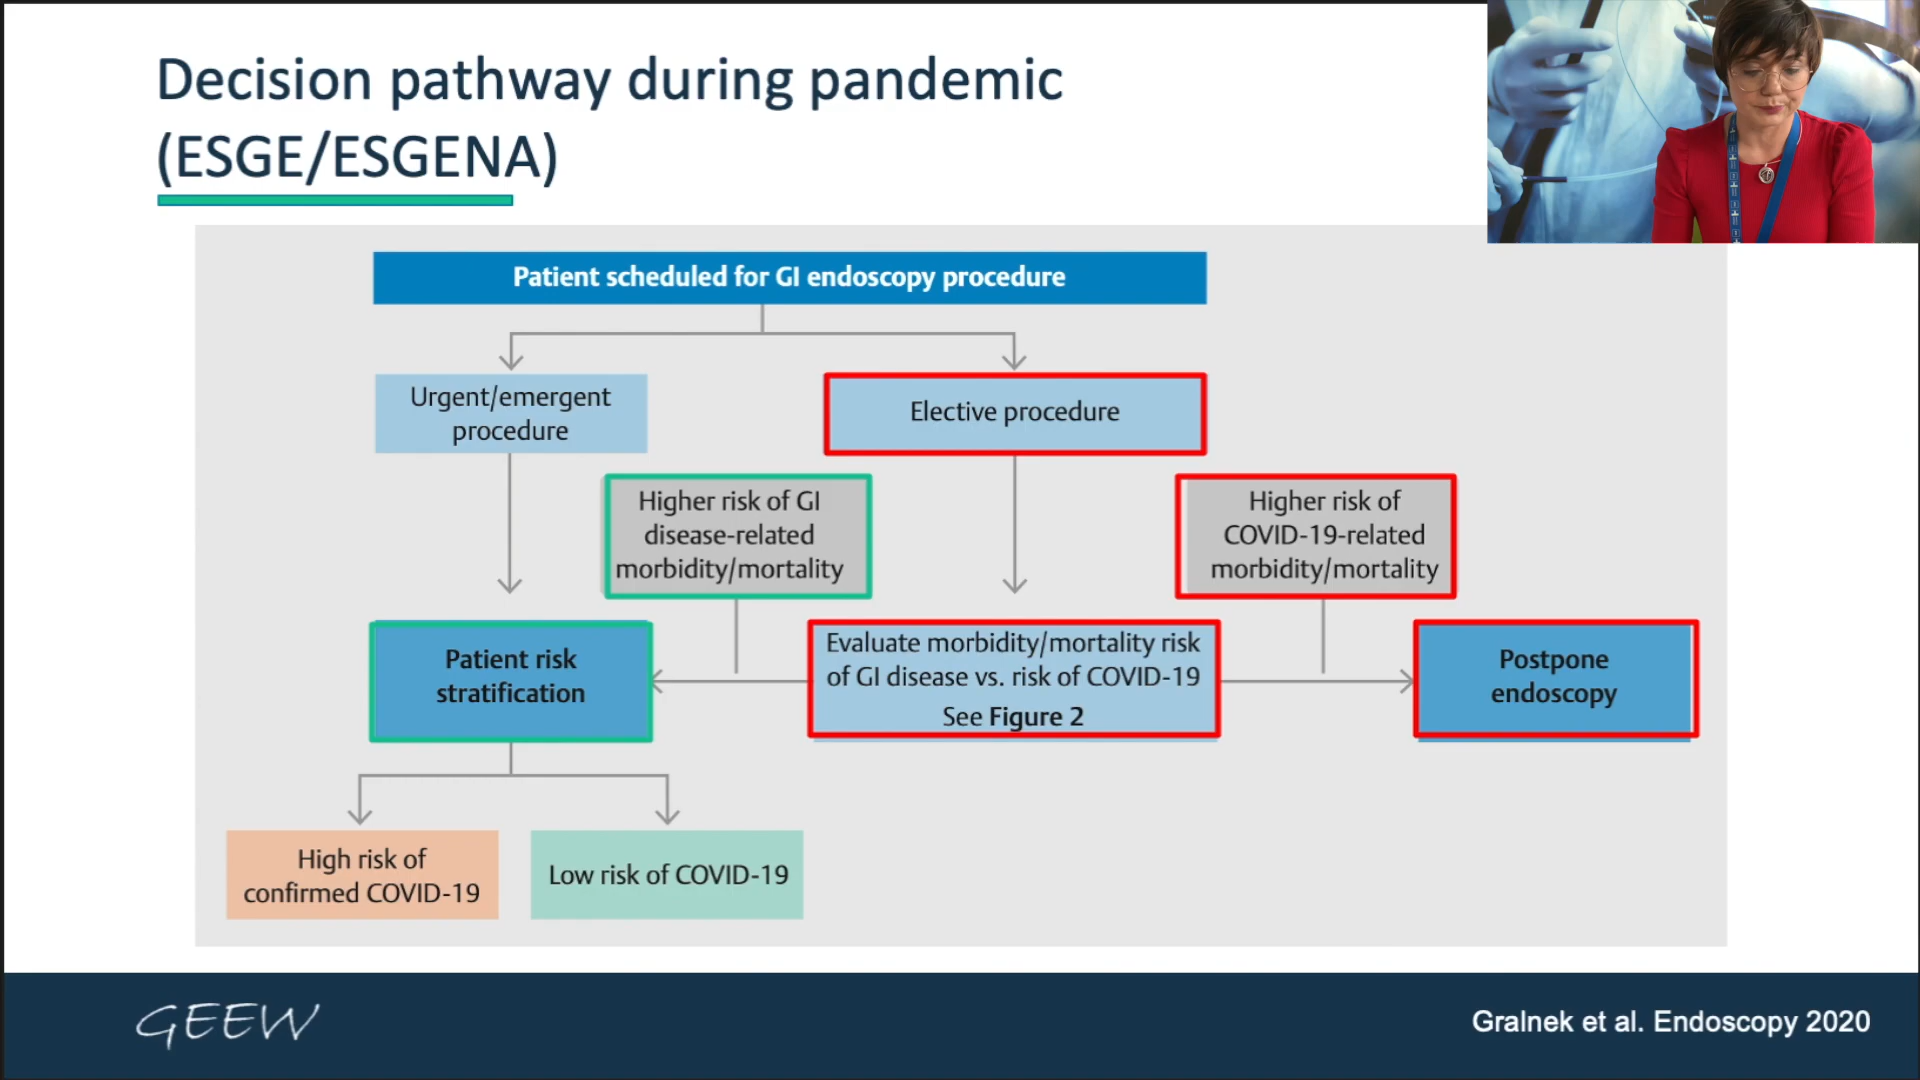 Decision pathway during pandemic
(ESGE/ESGENA)
Patient scheduled for GI endoscopy procedure
Urgent/emergent
procedure
Elective procedure
Higher risk of GI
disease-related
morbidity/mortality
Higher risk of
COVID-19-related
morbidity/mortality
Patient risk
stratification
Evaluate morbidity/mortality risk
of GI disease vs. risk of COVID-19
See Figure 2
Postpone
endoscopy
High risk of
confirmed COVID-19
Low risk of COVID-19
GEEW
Gralnek et al. Endoscopy 2020